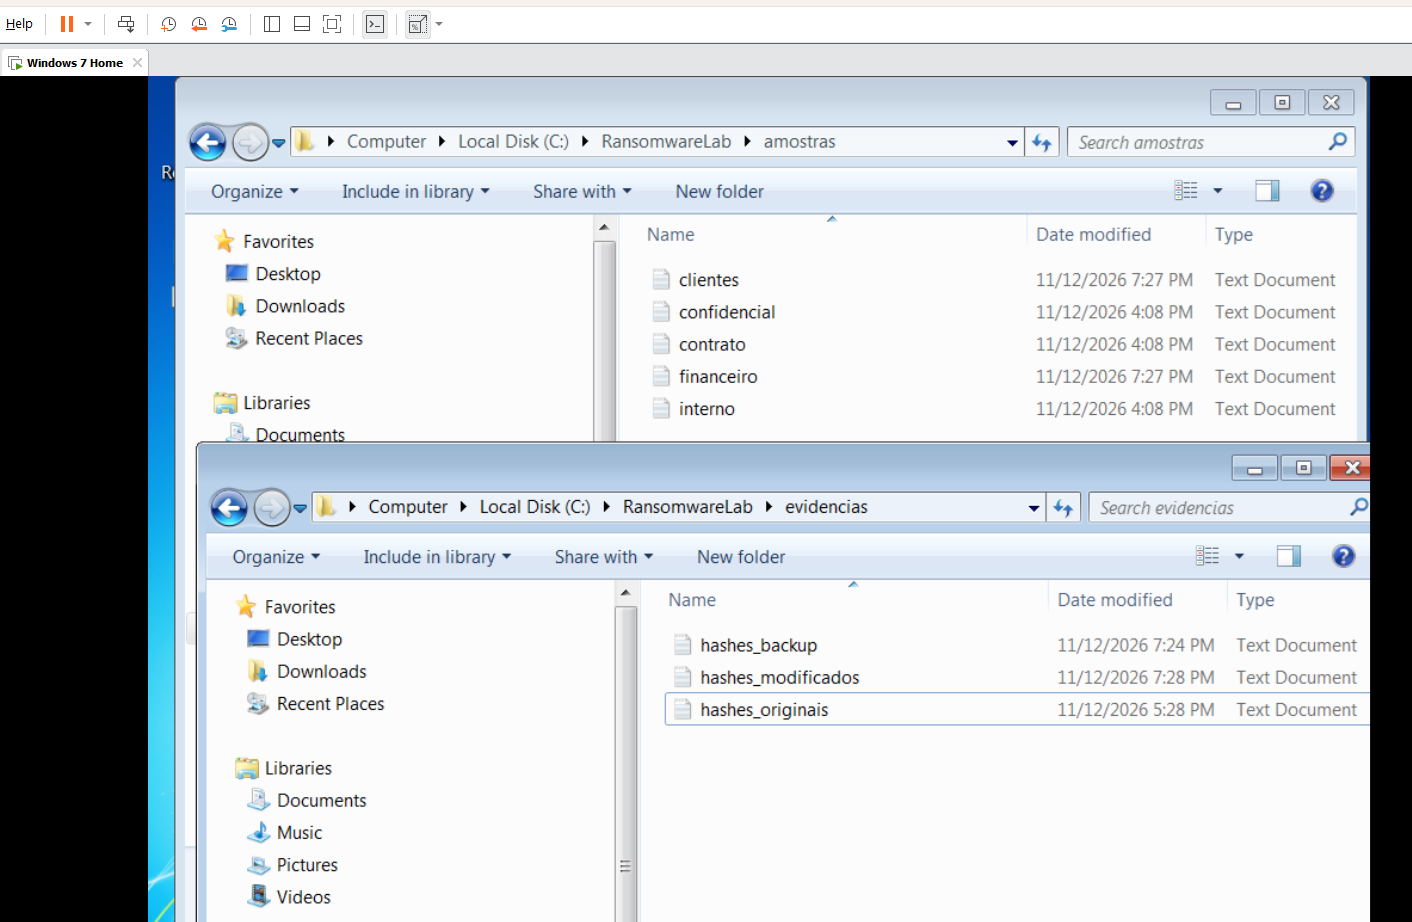 Help
Windows 7 Home
Computer Local Disk (C:) RansomwareLab amostras Search amostras
Organize Include in library Share with New folder
Favorites Name Date modified Type
Desktop clientes 11/12/2026 7:27 PM Text Document
Downloads confidencial 11/12/2026 4:08 PM Text Document
Recent Places contrato 11/12/2026 4:08 PM Text Document
financeiro 11/12/2026 7:27 PM Text Document
Libraries interno 11/12/2026 4:08 PM Text Document
Documents
Computer Local Disk (C:) RansomwareLab evidencias Search evidencias
Organize Include in library Share with New folder
Favorites Name Date modified Type
Desktop hashes_backup 11/12/2026 7:24 PM Text Document
Downloads hashes_modificados 11/12/2026 7:28 PM Text Document
Recent Places hashes_originais 11/12/2026 5:28 PM Text Document
Libraries
Documents
Music
Pictures
Videos